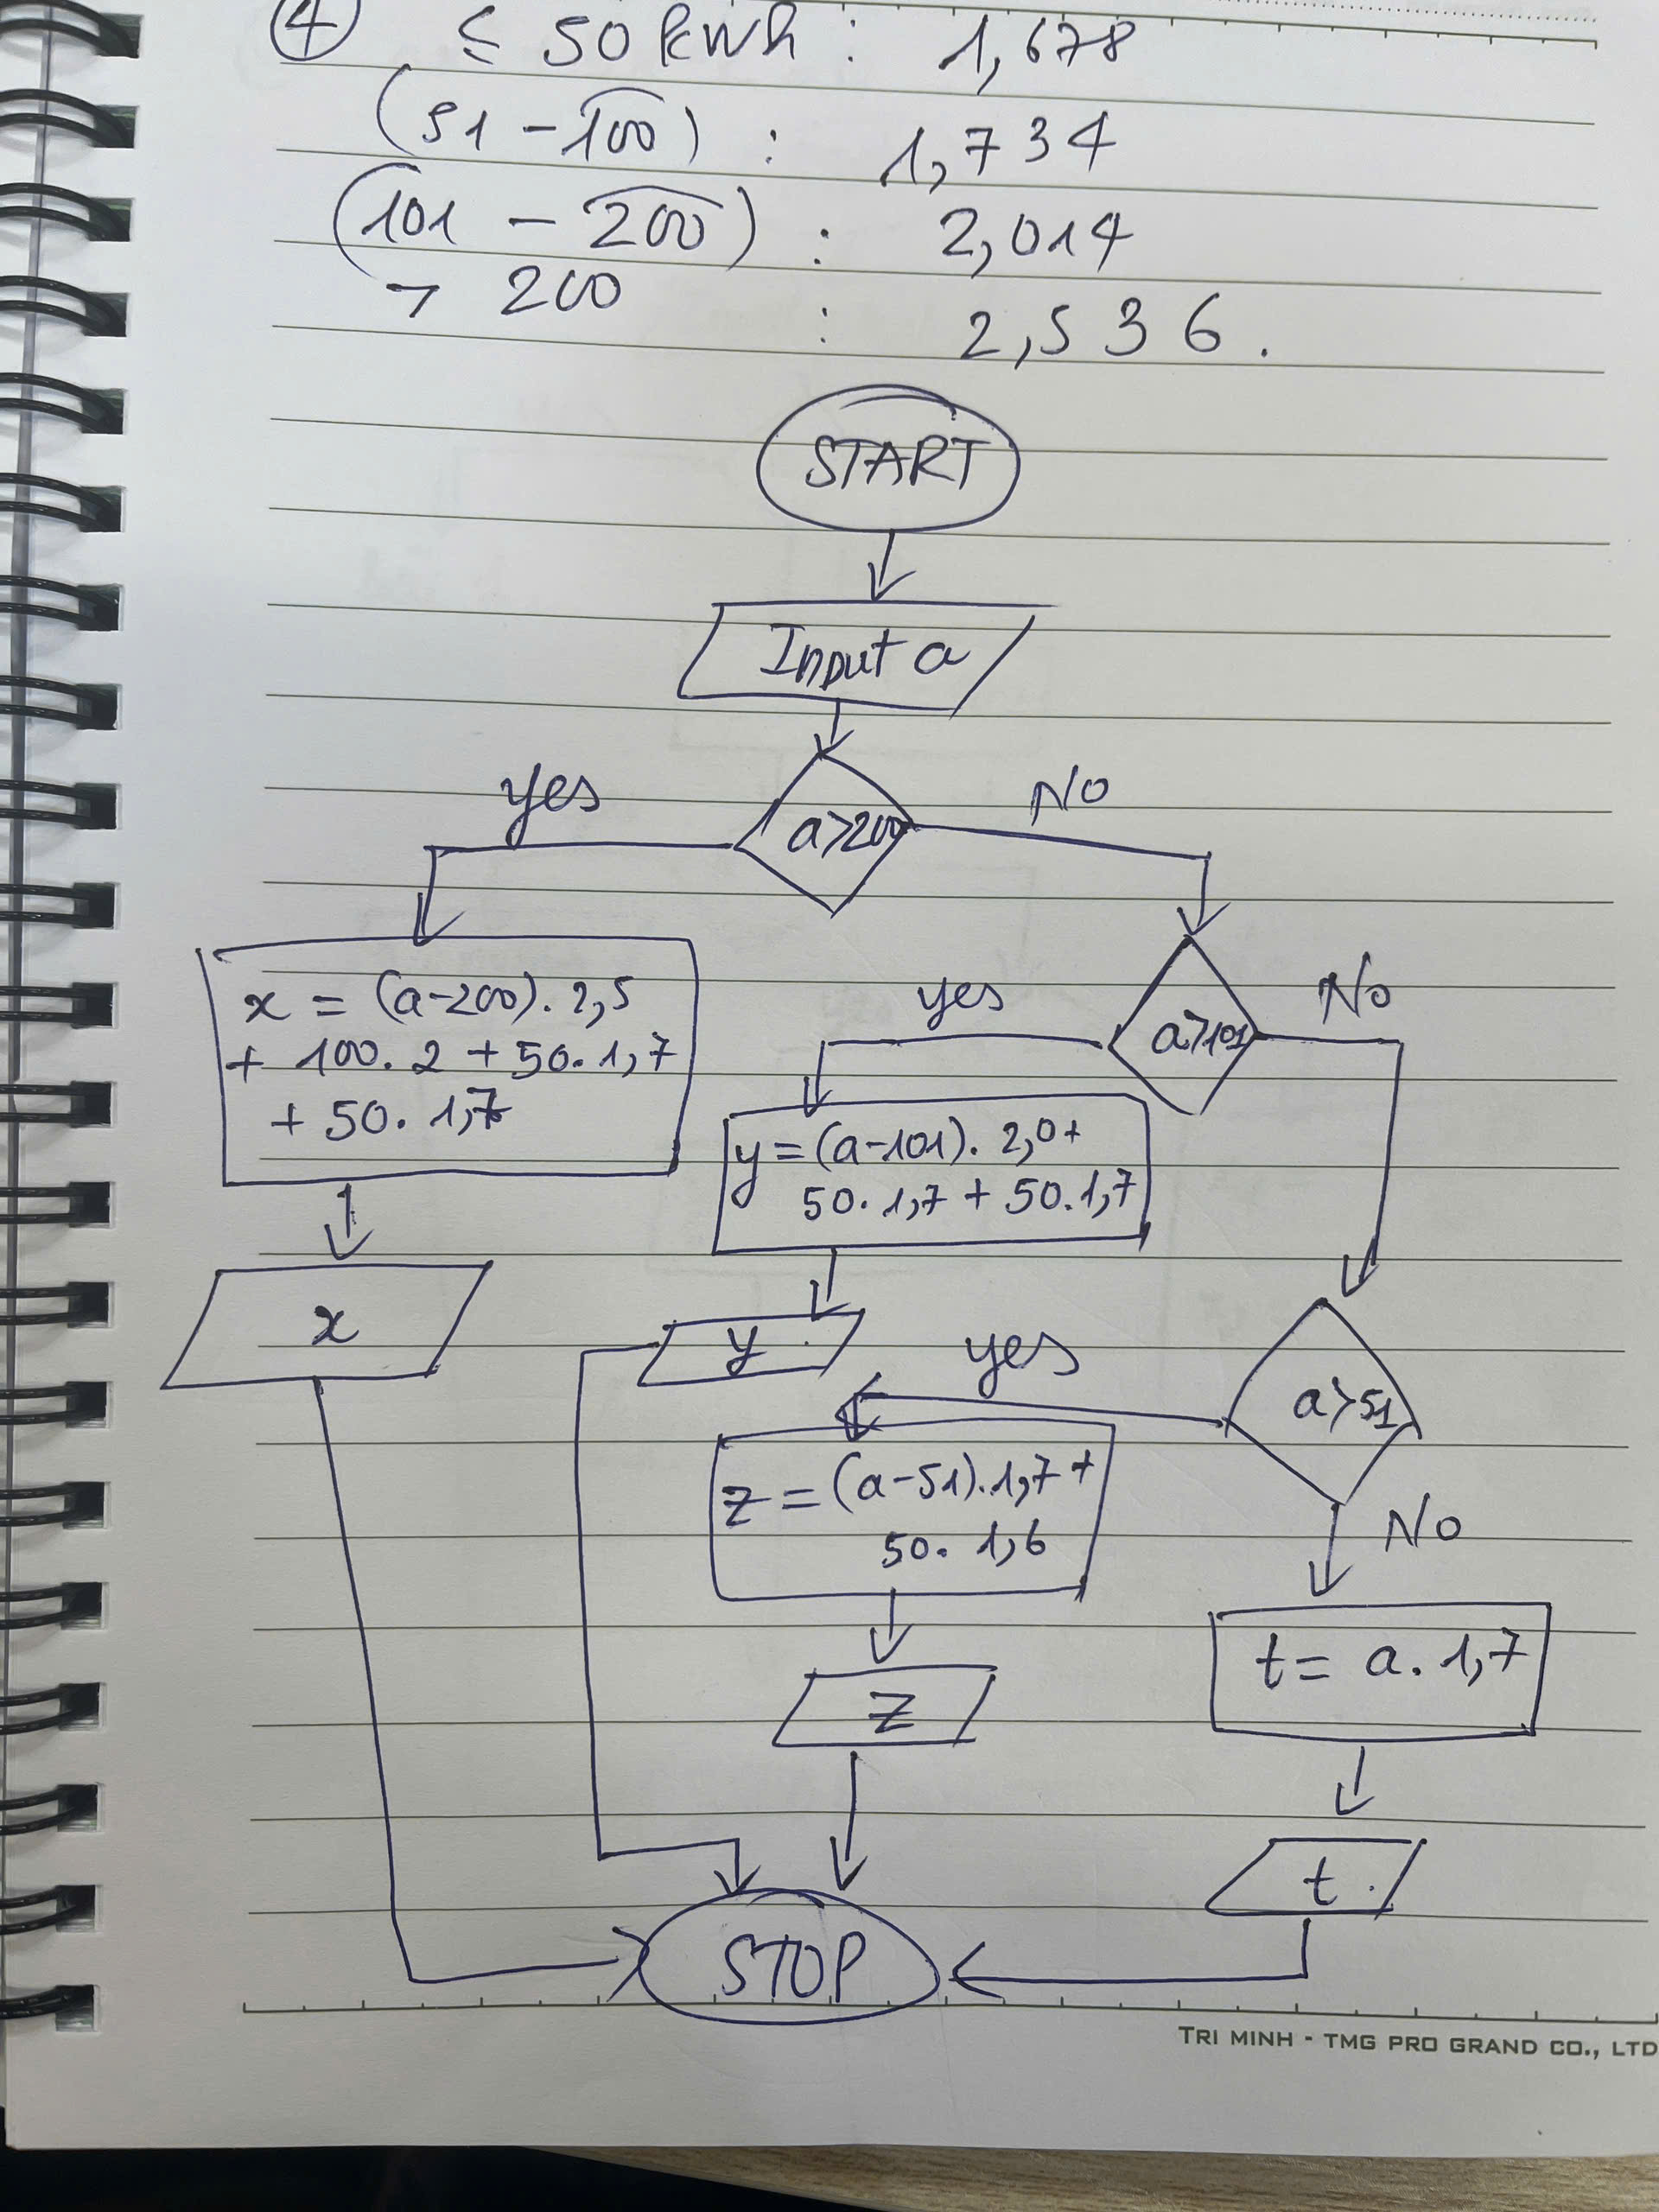 ④ ≤ 50 kWh : 1,678
(51 - 100) : 1,734
(101 - 200) : 2,014
> 200 : 2,536.
START
Input a
yes
a>200
No
x = (a-200). 2,5
+ 100. 2 + 50. 1,7
+ 50. 1,7
yes
a>101
No
y = (a-101). 2,0+
50. 1,7 + 50. 1,7
x
y
yes
a>51
z = (a-51). 1,7 +
50. 1,6
No
t = a. 1,7
z
t.
STOP
TRI MINH - TMG PRO GRAND CO., LTD